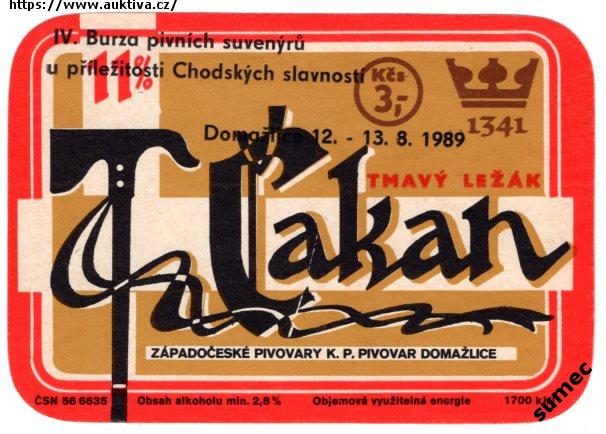 https://www.auktiva.cz/
IV. Burza pivních suvenýrů
u příležitosti Chodských slavností
11%
Kčs
3,-
1341
Domažlice 12. - 13. 8. 1989
TMAVÝ LEŽÁK
Čakan
ZÁPADOČESKÉ PIVOVARY K. P. PIVOVAR DOMAŽLICE
ČSN 56 6635 Obsah alkoholu min. 2,8% Objemová využitelná energie 1700
sumec